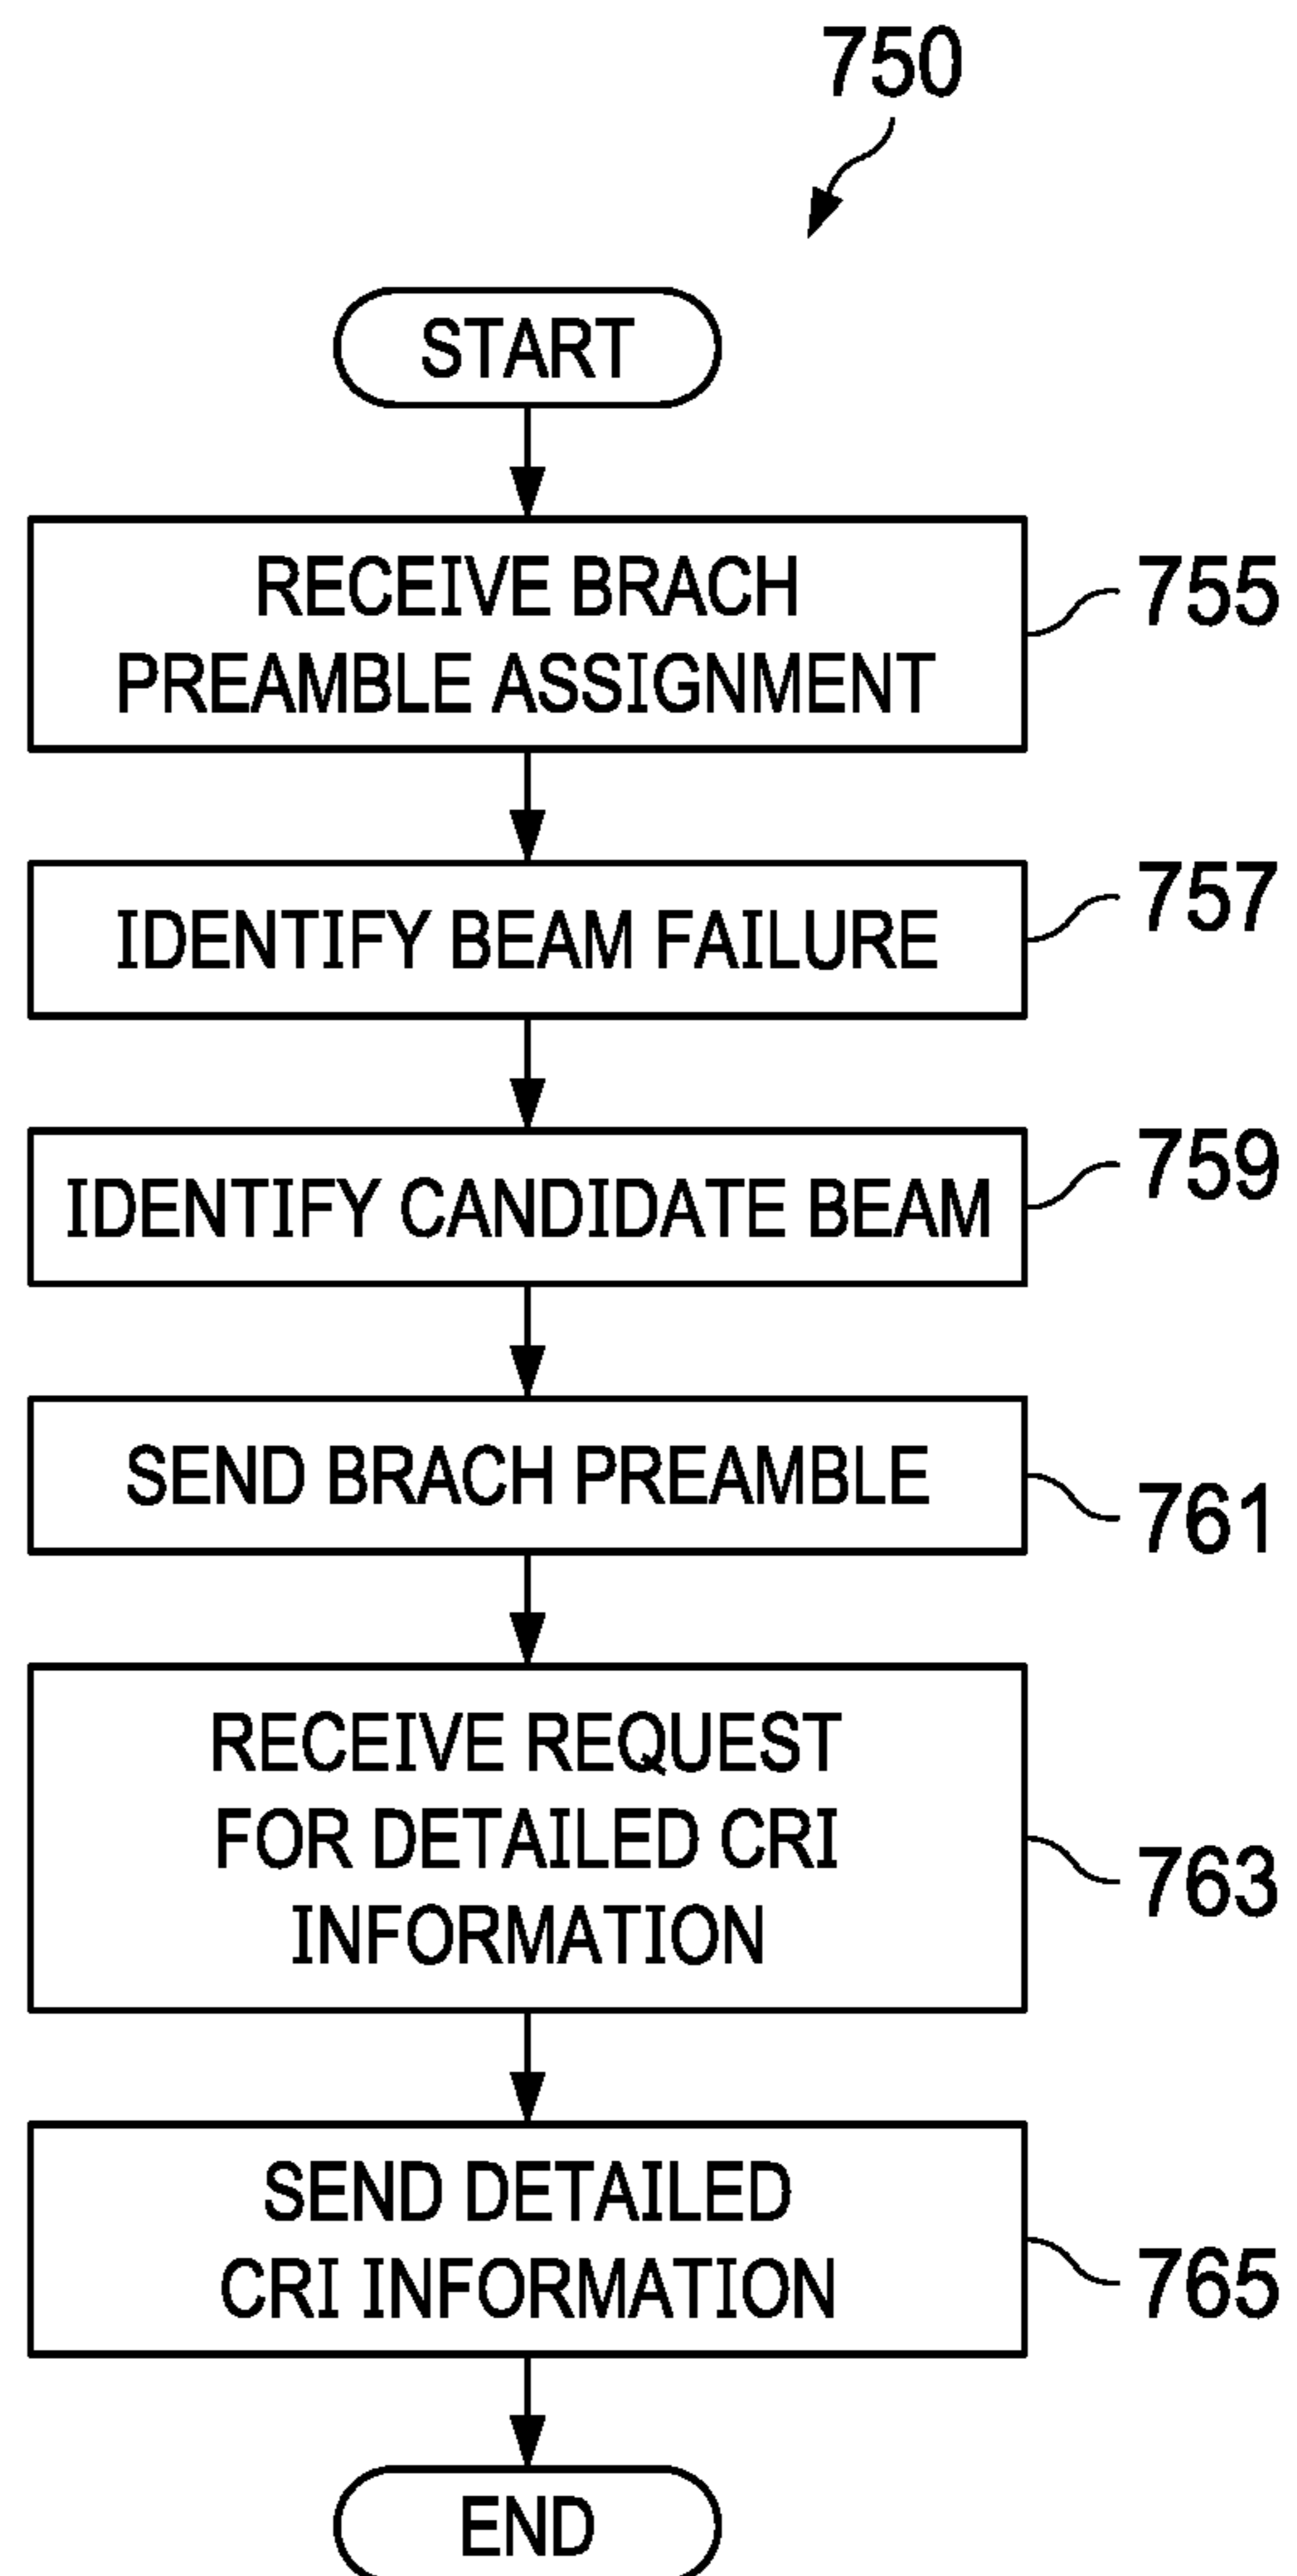 750
START
RECEIVE BRACH
PREAMBLE ASSIGNMENT
755
IDENTIFY BEAM FAILURE
757
IDENTIFY CANDIDATE BEAM
759
SEND BRACH PREAMBLE
761
RECEIVE REQUEST
FOR DETAILED CRI
INFORMATION
763
SEND DETAILED
CRI INFORMATION
765
END